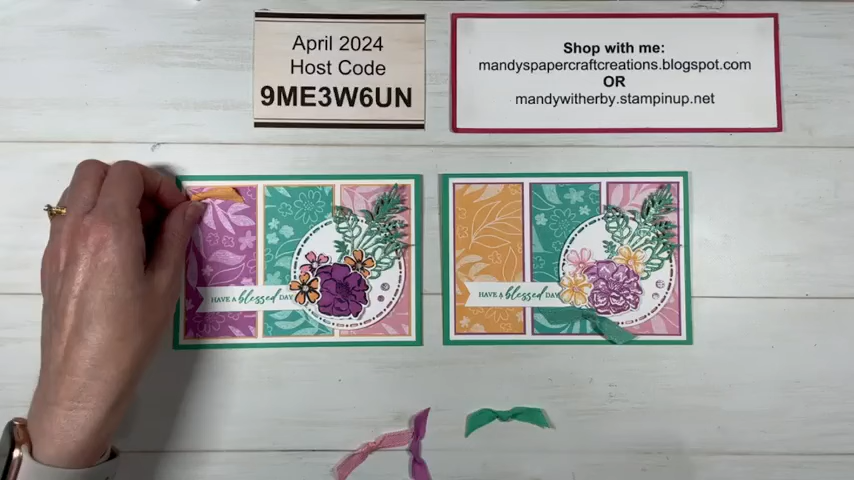 April 2024
Host Code
9ME3W6UN
Shop with me:
mandyspapercraftcreations.blogspot.com
OR
mandywitherby.stampinup.net
HAVE A blessed DAY
HAVE A blessed DAY